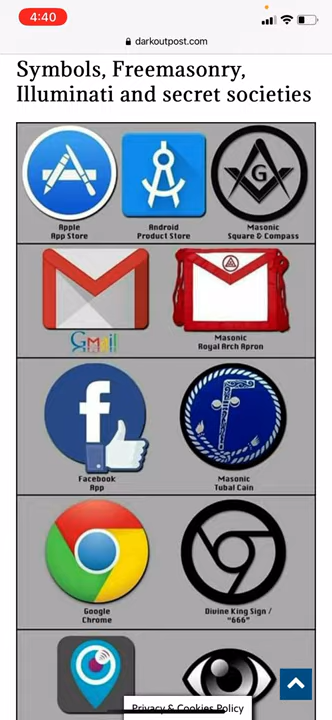 4:40
darkoutpost.com
Symbols, Freemasonry,
Illuminati and secret societies
G
Apple
App Store
Android
Product Store
Masonic
Square & Compass
Gmail
Masonic
Royal Arch Apron
f
Facebook
App
Masonic
Tubal Cain
Google
Chrome
Divine King Sign /
"666"
Privacy & Cookies Policy